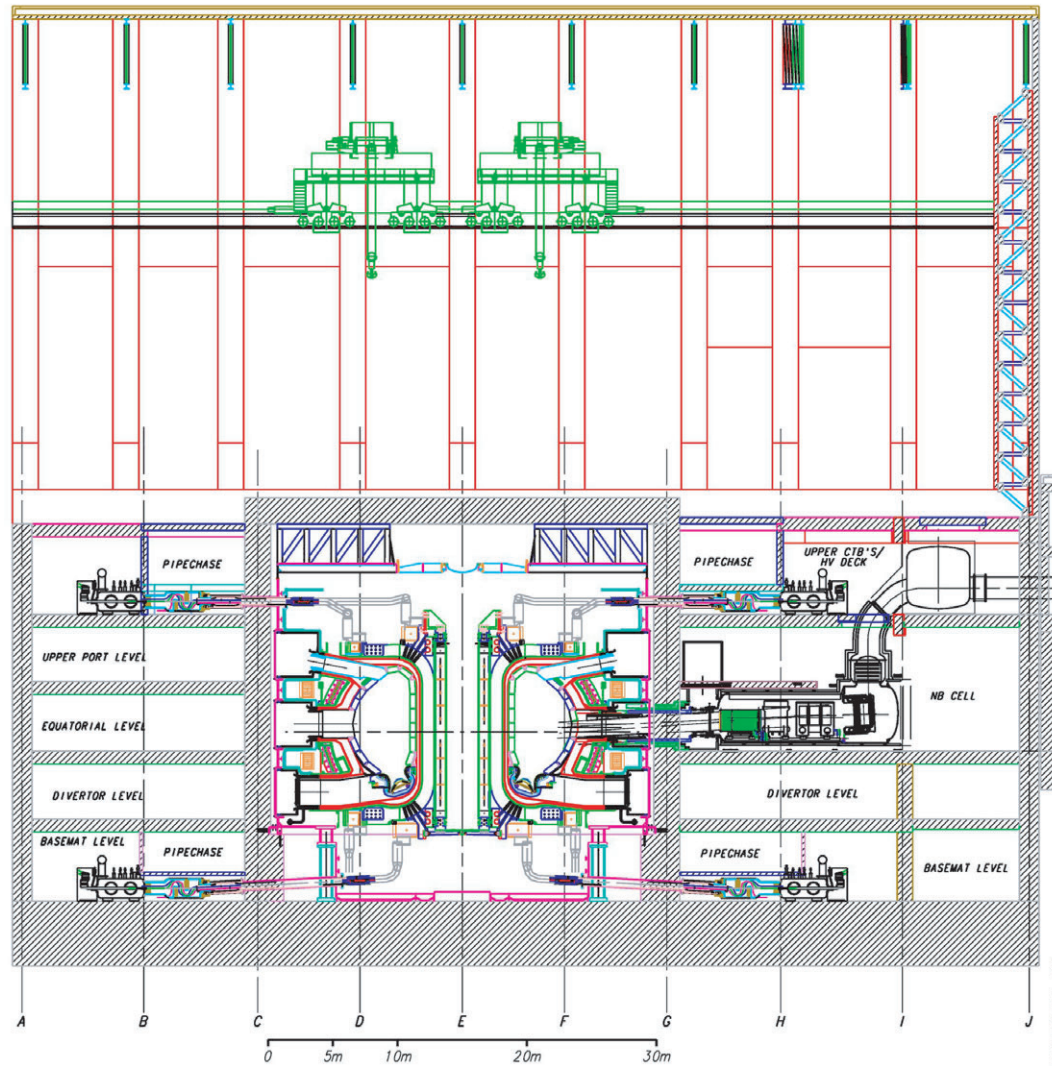 PIPECHASE
PIPECHASE
UPPER CTB'S/
HV DECK
UPPER PORT LEVEL
NB CELL
EQUATORIAL LEVEL
DIVERTOR LEVEL
DIVERTOR LEVEL
BASEMAT LEVEL
PIPECHASE
PIPECHASE
BASEMAT LEVEL
A B C D E F G H I J
0 5m 10m 20m 30m